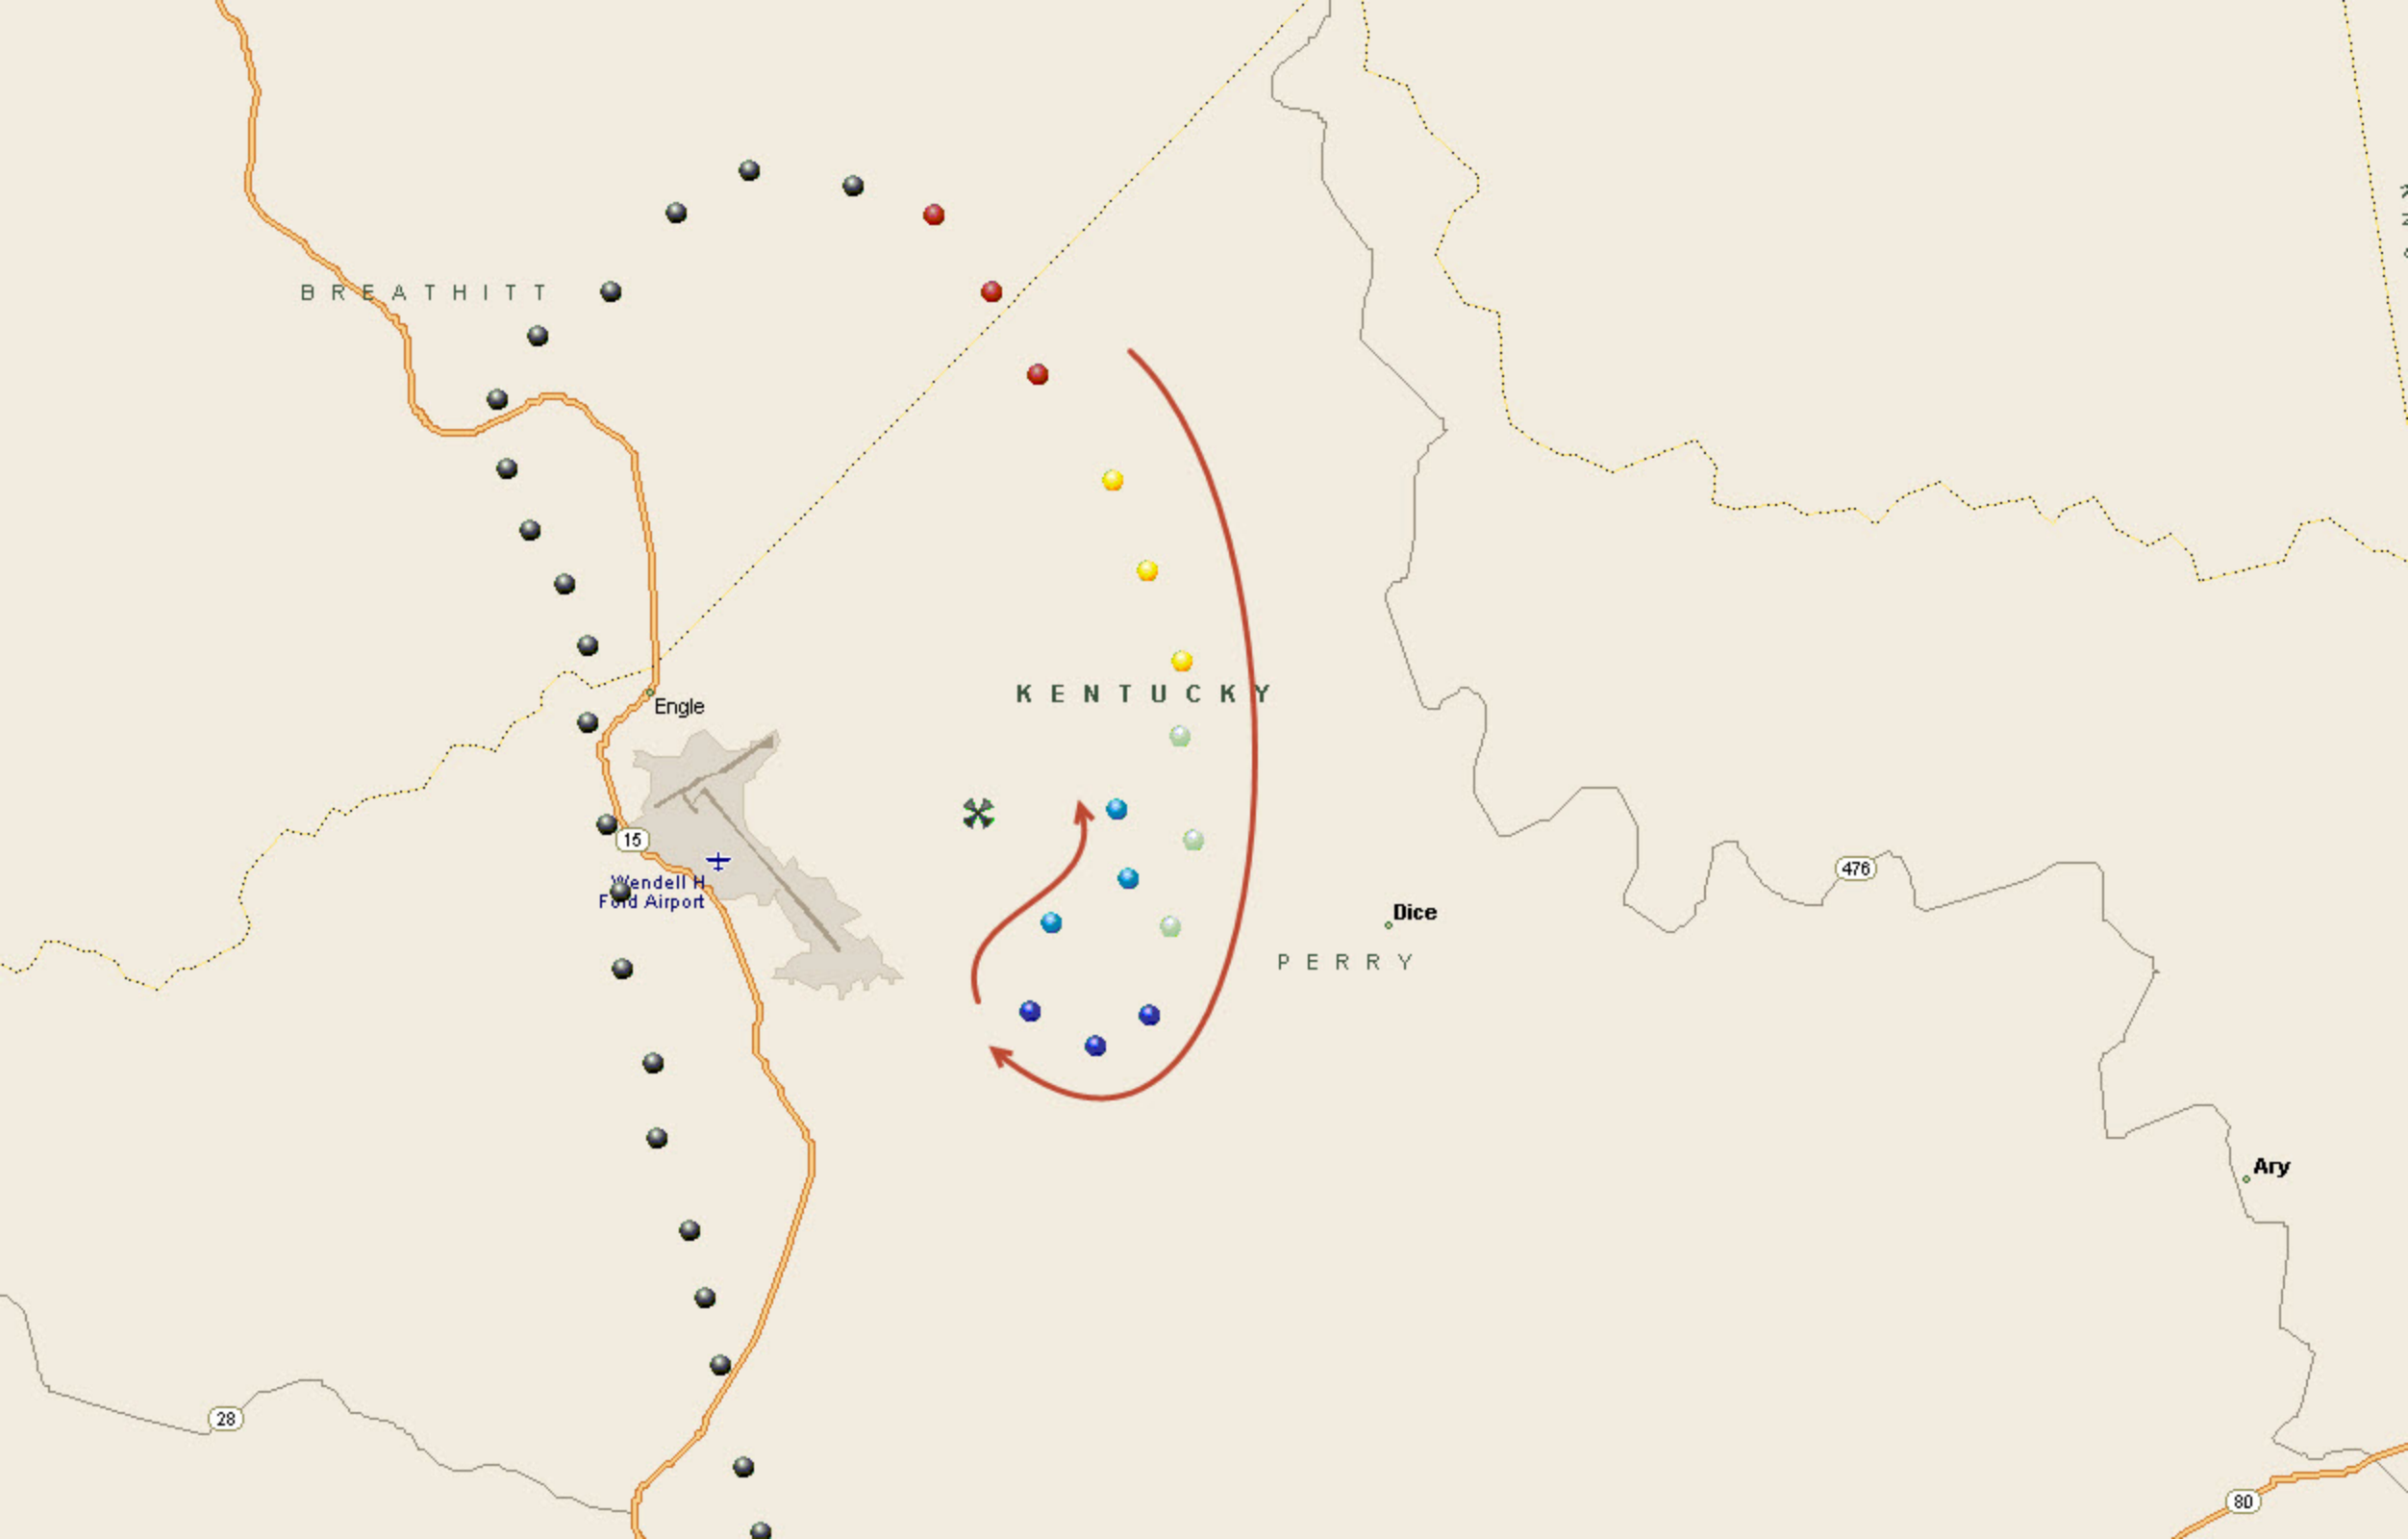 BREATHITT
Engle
KENTUCKY
15
476
Wendell H
Ford Airport
Dice
PERRY
Ary
28
80